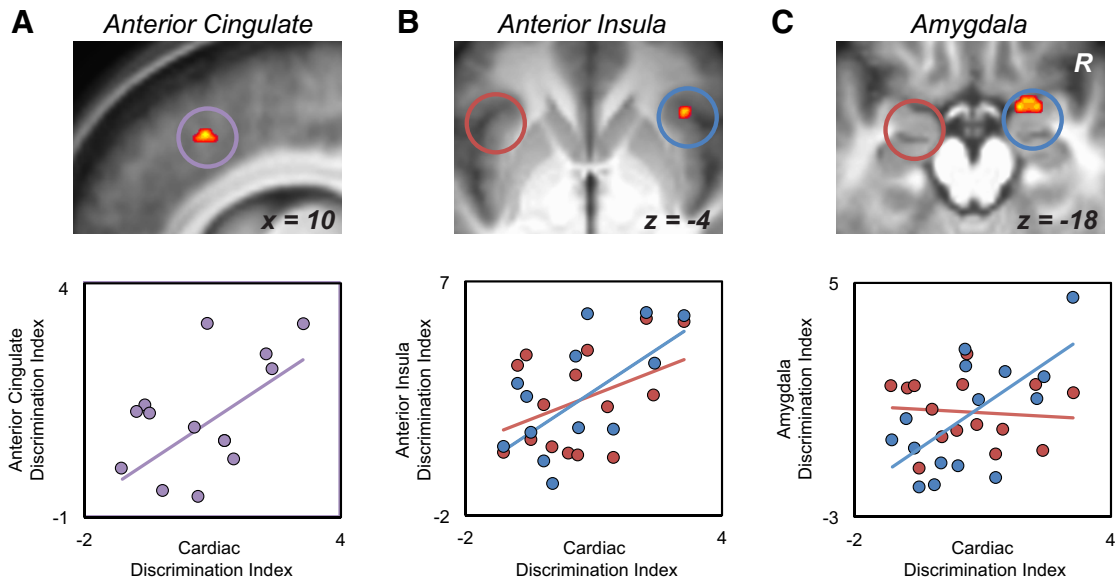 A
Anterior Cingulate
x = 10
4
-1
-2
4
Anterior Cingulate
Discrimination Index
Cardiac
Discrimination Index
B
Anterior Insula
z = -4
7
-2
-2
4
Anterior Insula
Discrimination Index
Cardiac
Discrimination Index
C
Amygdala
R
z = -18
5
-3
-2
4
Amygdala
Discrimination Index
Cardiac
Discrimination Index